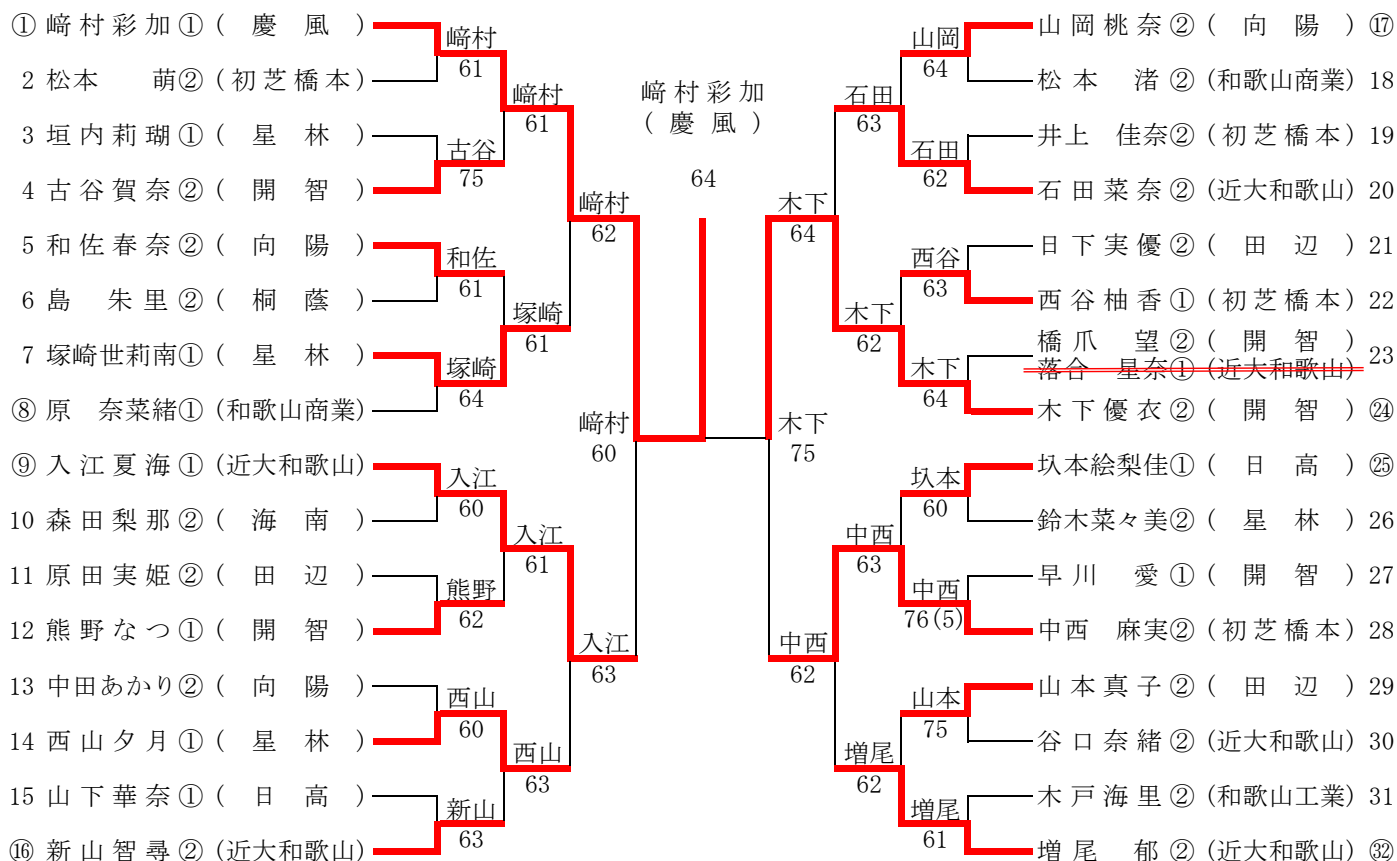 ① 﨑村彩加① ( 慶 風 )
2 松本 萌② (初芝橋本)
3 垣内莉瑚① ( 星 林 )
4 古谷賀奈② ( 開 智 )
5 和佐春奈② ( 向 陽 )
6 島 朱里② ( 桐 蔭 )
7 塚崎世莉南① ( 星 林 )
⑧ 原 奈菜緒① (和歌山商業)
⑨ 入江夏海① (近大和歌山)
10 森田梨那② ( 海 南 )
11 原田実姫② ( 田 辺 )
12 熊野なつ① ( 開 智 )
13 中田あかり② ( 向 陽 )
14 西山夕月① ( 星 林 )
15 山下華奈① ( 日 高 )
⑯ 新山智尋② (近大和歌山)
﨑村
61
古谷
75
和佐
61
塚崎
64
入江
60
熊野
62
西山
60
新山
63
﨑村
61
塚崎
61
入江
61
西山
63
﨑村
62
入江
63
﨑村
60
﨑村彩加
( 慶 風 )
64
木下
75
木下
64
中西
62
石田
63
木下
62
中西
63
増尾
62
山岡
64
石田
62
西谷
63
木下
64
圦本
60
中西
76(5)
山本
75
増尾
61
山岡桃奈② ( 向 陽 ) ⑰
松本 渚② (和歌山商業) 18
井上 佳奈② (初芝橋本) 19
石田菜奈② (近大和歌山) 20
日下実優② ( 田 辺 ) 21
西谷柚香① (初芝橋本) 22
橋爪 望② ( 開 智 ) 23
落合 星奈① (近大和歌山)
木下優衣② ( 開 智 ) ㉔
圦本絵梨佳① ( 日 高 ) ㉕
鈴木菜々美② ( 星 林 ) 26
早川 愛① ( 開 智 ) 27
中西 麻実② (初芝橋本) 28
山本真子② ( 田 辺 ) 29
谷口奈緒② (近大和歌山) 30
木戸海里② (和歌山工業) 31
増尾 郁② (近大和歌山) ㉜